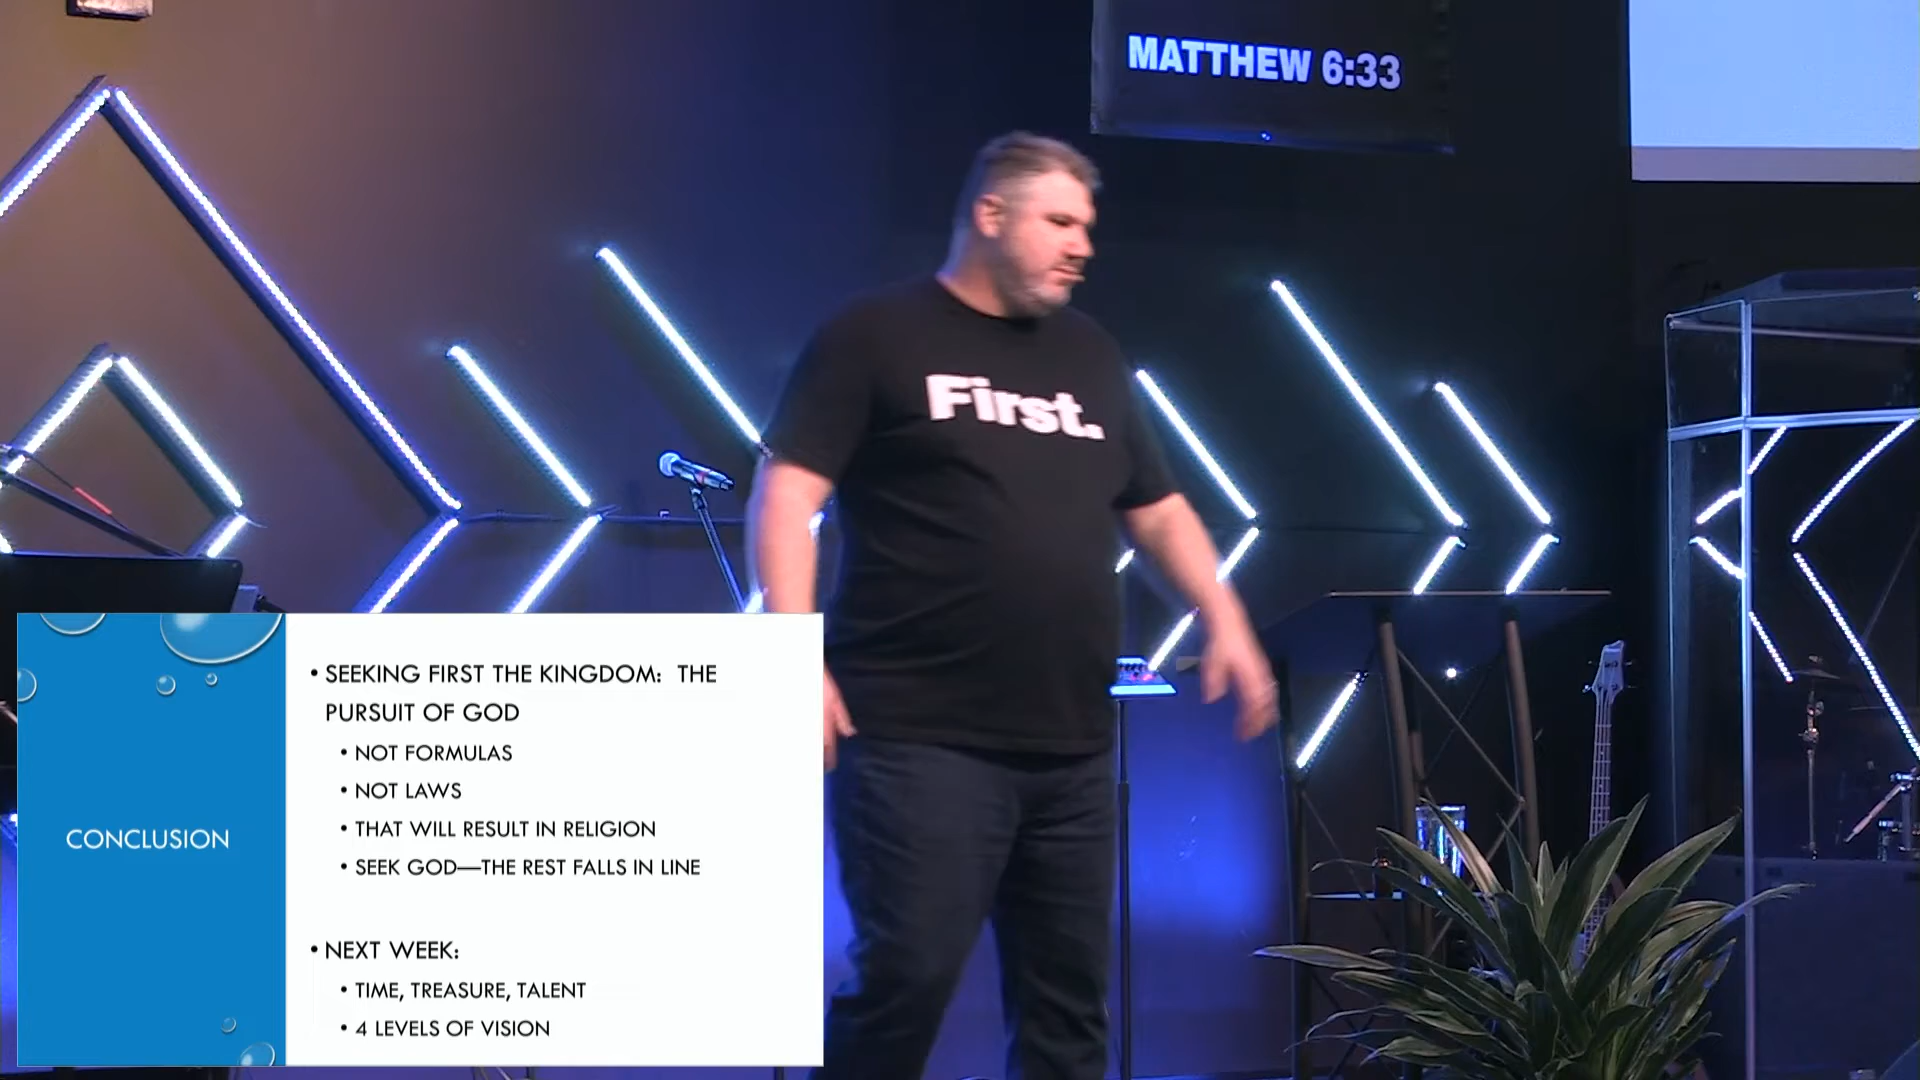 MATTHEW 6:33
First.
CONCLUSION
• SEEKING FIRST THE KINGDOM: THE
PURSUIT OF GOD
• NOT FORMULAS
• NOT LAWS
• THAT WILL RESULT IN RELIGION
• SEEK GOD—THE REST FALLS IN LINE
• NEXT WEEK:
• TIME, TREASURE, TALENT
• 4 LEVELS OF VISION